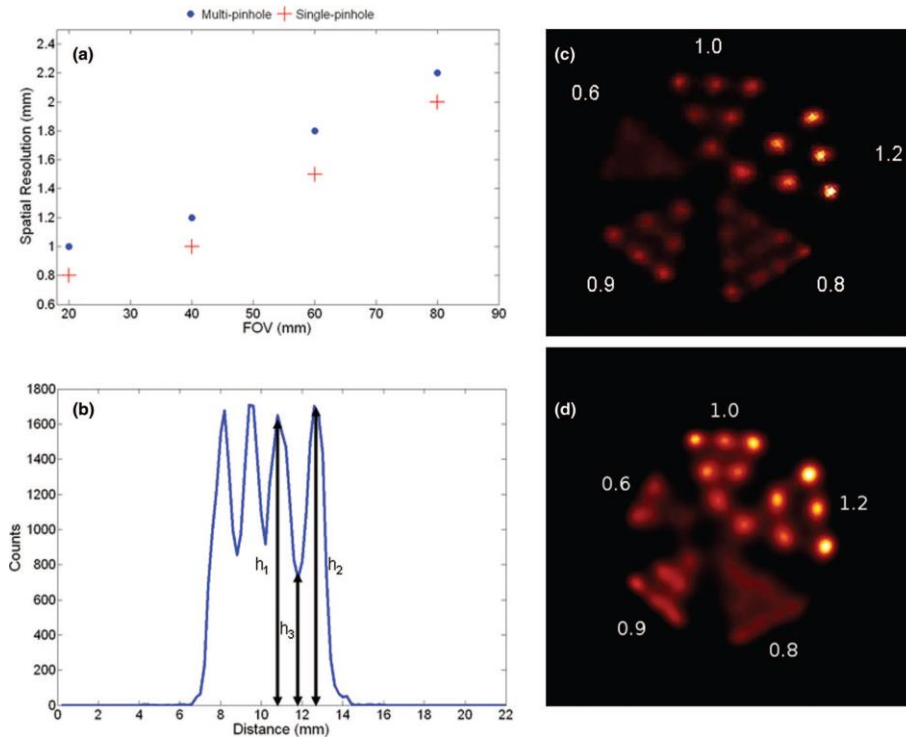 Multi-pinhole Single-pinhole
(a)
2.4
2.2
2
1.8
1.6
1.4
1.2
1
0.8
0.6
Spatial Resolution (mm)
20 30 40 50 60 70 80 90
FOV (mm)
(b)
1800
1600
1400
1200
1000
800
600
400
200
0
Counts
h1
h2
h3
0 2 4 6 8 10 12 14 16 18 20 22
Distance (mm)
(c)
1.0
0.6
1.2
0.9
0.8
(d)
1.0
0.6
1.2
0.9
0.8